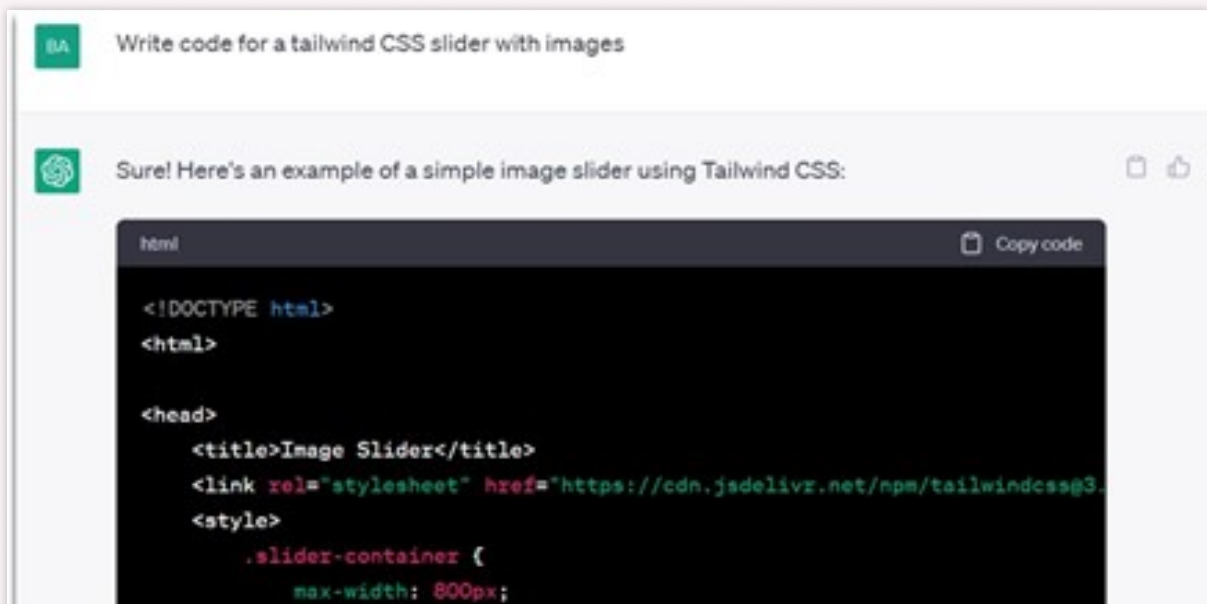 BA
Write code for a tailwind CSS slider with images
Sure! Here's an example of a simple image slider using Tailwind CSS:
html Copy code
<!DOCTYPE html>
<html>
<head>
<title>Image Slider</title>
<link rel="stylesheet" href="https://cdn.jsdelivr.net/npm/tailwindcss@3.
<style>
.slider-container {
max-width: 800px;